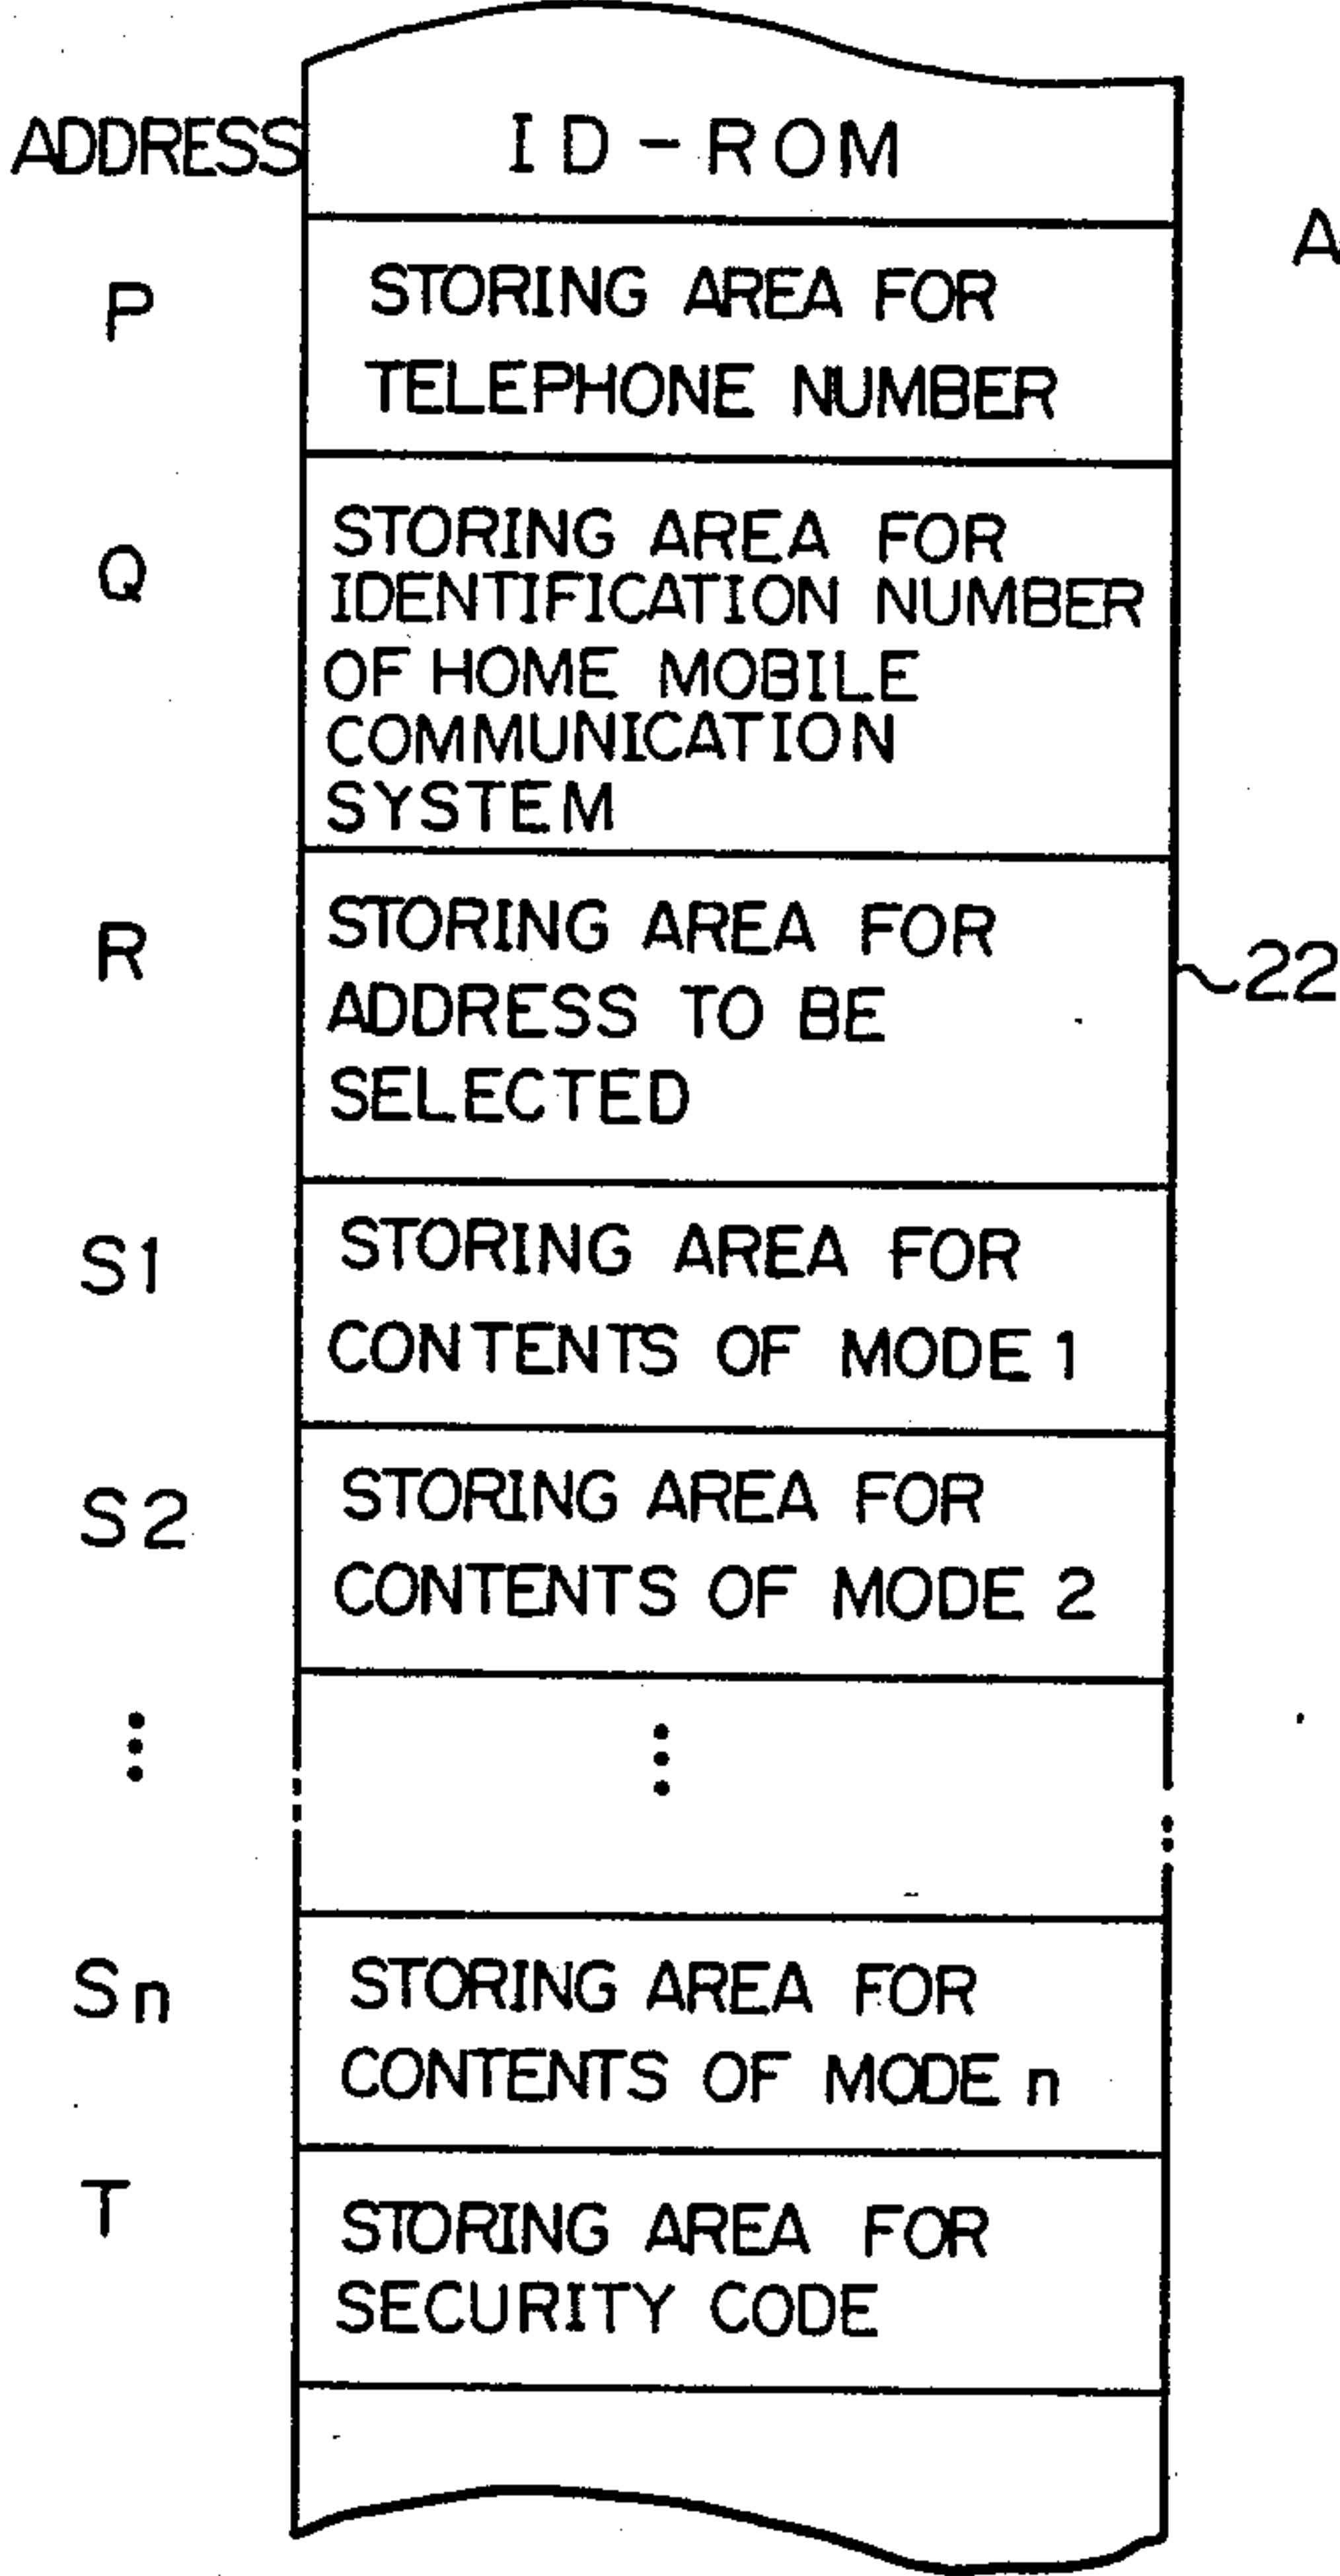 ADDRESS
ID-ROM
A
P
STORING AREA FOR
TELEPHONE NUMBER
Q
STORING AREA FOR
IDENTIFICATION NUMBER
OF HOME MOBILE
COMMUNICATION
SYSTEM
R
STORING AREA FOR
ADDRESS TO BE
SELECTED
22
S1
STORING AREA FOR
CONTENTS OF MODE 1
S2
STORING AREA FOR
CONTENTS OF MODE 2
Sn
STORING AREA FOR
CONTENTS OF MODE n
T
STORING AREA FOR
SECURITY CODE